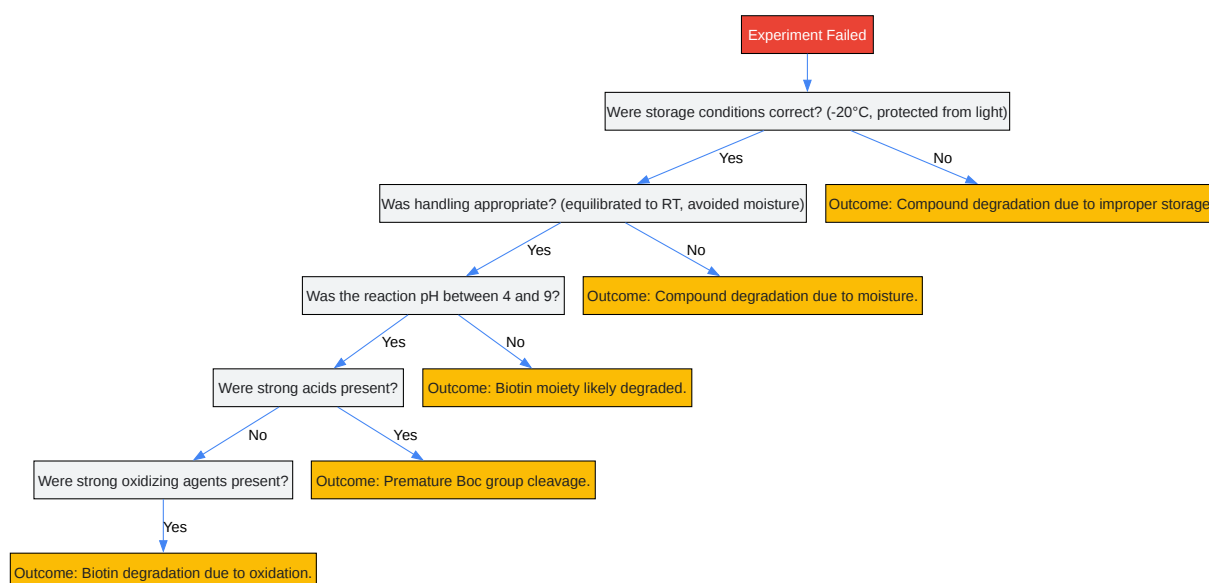 Experiment Failed
Were storage conditions correct? (-20°C, protected from light)
Yes
No
Was handling appropriate? (equilibrated to RT, avoided moisture)
Outcome: Compound degradation due to improper storage
Yes
No
Was the reaction pH between 4 and 9?
Outcome: Compound degradation due to moisture.
Yes
No
Were strong acids present?
Outcome: Biotin moiety likely degraded.
No
Yes
Were strong oxidizing agents present?
Outcome: Premature Boc group cleavage.
Yes
Outcome: Biotin degradation due to oxidation.